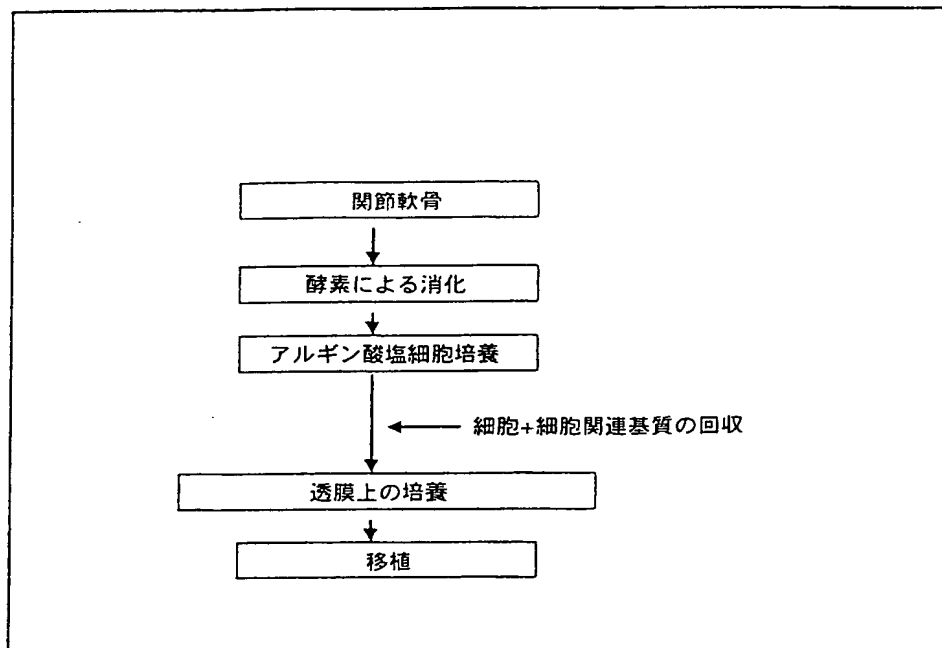 関節軟骨
酵素による消化
アルギン酸塩細胞培養
細胞+細胞関連基質の回収
透膜上の培養
移植